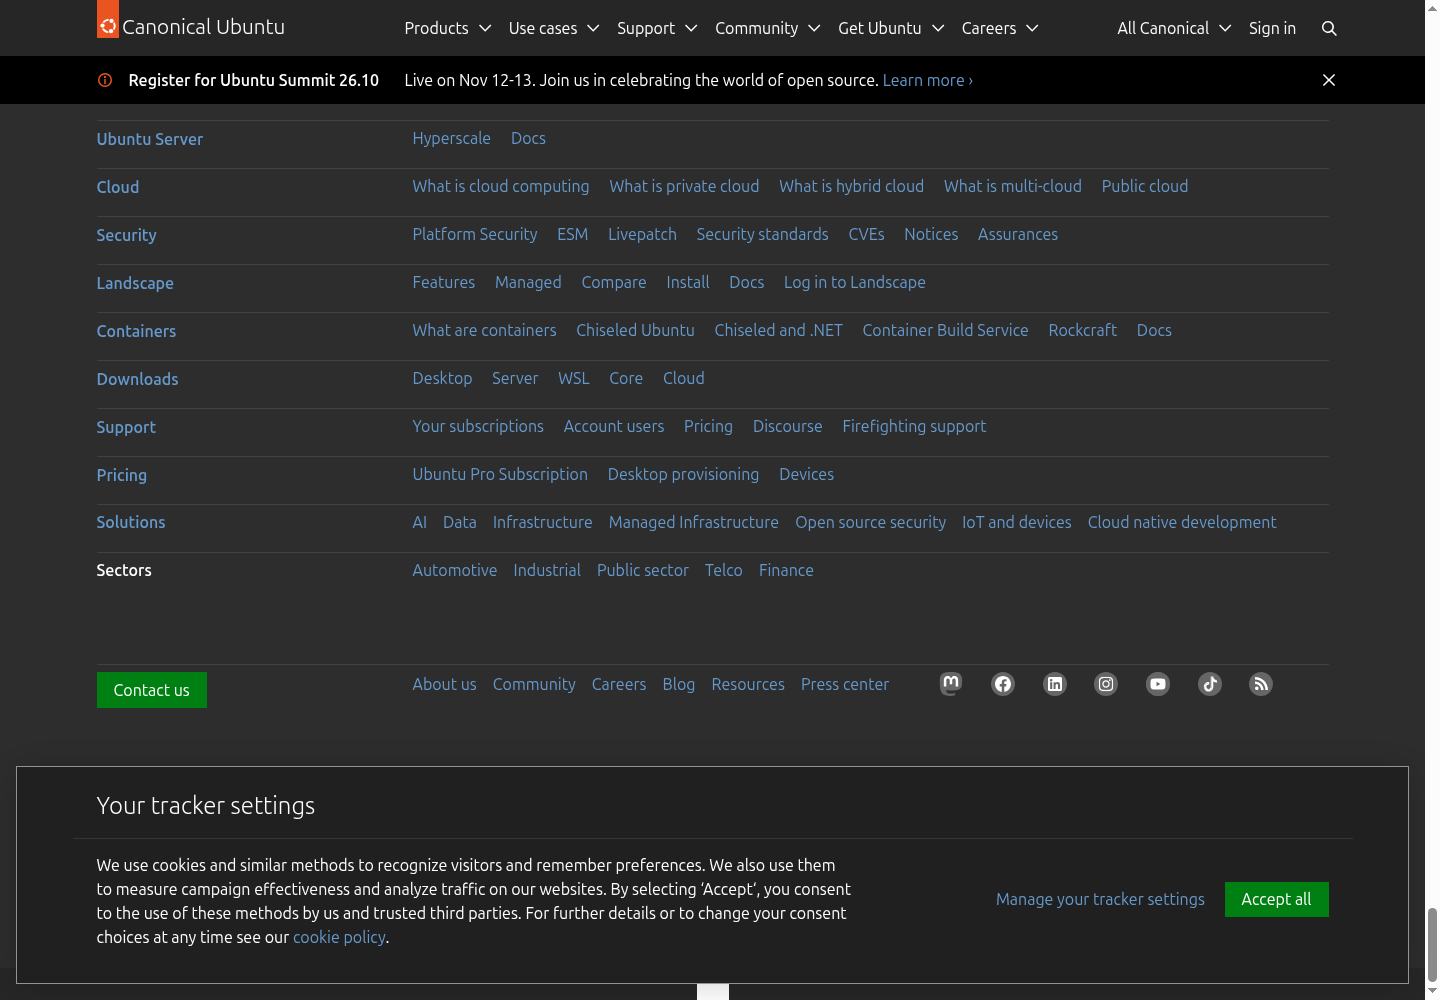 Canonical Ubuntu Products Use cases Support Community Get Ubuntu Careers All Canonical Sign in
Register for Ubuntu Summit 26.10 Live on Nov 12-13. Join us in celebrating the world of open source. Learn more ›
Ubuntu Server Hyperscale Docs
Cloud What is cloud computing What is private cloud What is hybrid cloud What is multi-cloud Public cloud
Security Platform Security ESM Livepatch Security standards CVEs Notices Assurances
Landscape Features Managed Compare Install Docs Log in to Landscape
Containers What are containers Chiseled Ubuntu Chiseled and .NET Container Build Service Rockcraft Docs
Downloads Desktop Server WSL Core Cloud
Support Your subscriptions Account users Pricing Discourse Firefighting support
Pricing Ubuntu Pro Subscription Desktop provisioning Devices
Solutions AI Data Infrastructure Managed Infrastructure Open source security IoT and devices Cloud native development
Sectors Automotive Industrial Public sector Telco Finance
Contact us About us Community Careers Blog Resources Press center
Your tracker settings
We use cookies and similar methods to recognize visitors and remember preferences. We also use them
to measure campaign effectiveness and analyze traffic on our websites. By selecting ‘Accept‘, you consent
to the use of these methods by us and trusted third parties. For further details or to change your consent
choices at any time see our cookie policy.
Manage your tracker settings Accept all